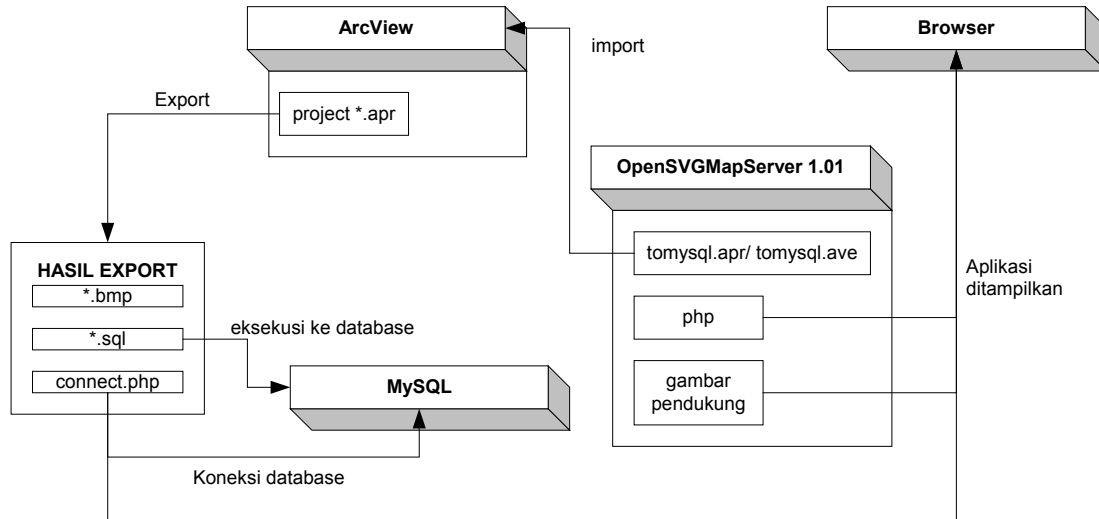 ArcView
Browser
import
Export
project *.apr
OpenSVGMapServer 1.01
tomysql.apr/ tomysql.ave
php
gambar
pendukung
Aplikasi
ditampilkan
HASIL EXPORT
*.bmp
*.sql
connect.php
eksekusi ke database
MySQL
Koneksi database